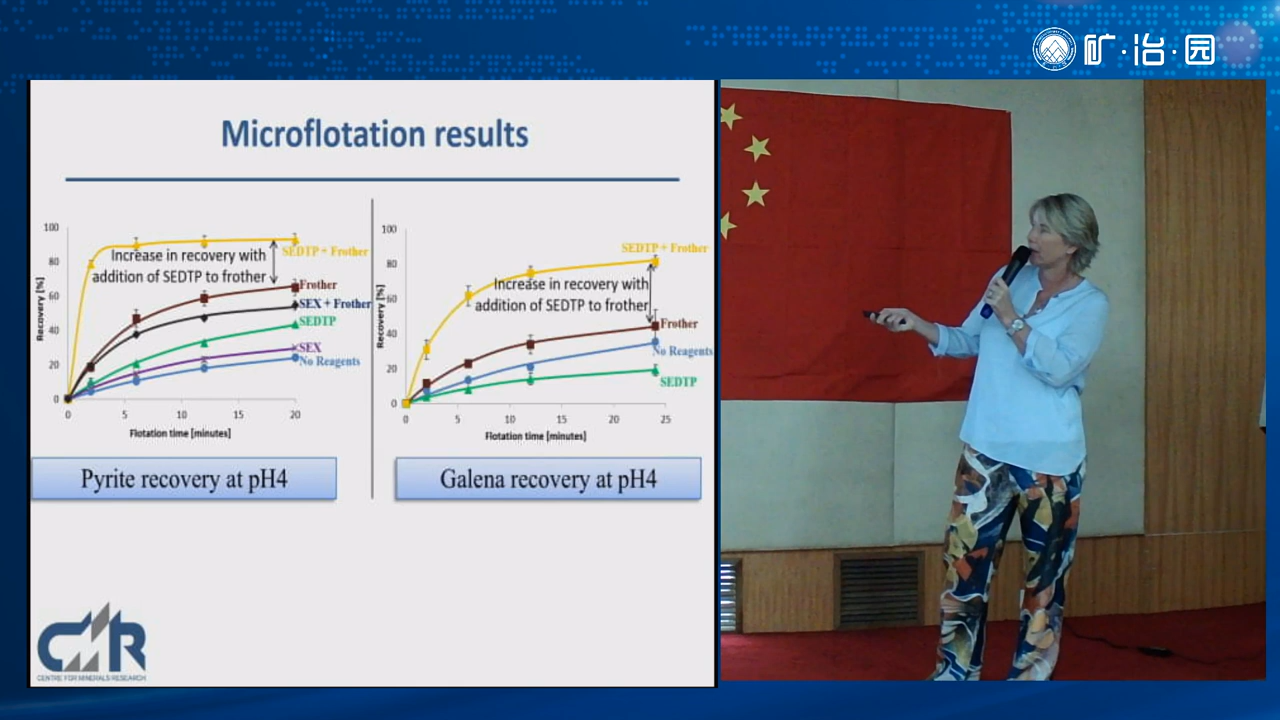 矿·冶·园
Microflotation results
100
80
60
40
20
0
0
5
10
15
20
Recovery [%]
Flotation time [minutes]
Increase in recovery with
addition of SEDTP to frother
SEDTP + Frother
Frother
SEX + Frother
SEDTP
SEX
No Reagents
Pyrite recovery at pH4
100
80
60
40
20
0
0
5
10
15
20
25
Recovery [%]
Flotation time [minutes]
SEDTP + Frother
Increase in recovery with
addition of SEDTP to frother
Frother
No Reagents
SEDTP
Galena recovery at pH4
CMR
CENTRE FOR MINERALS RESEARCH